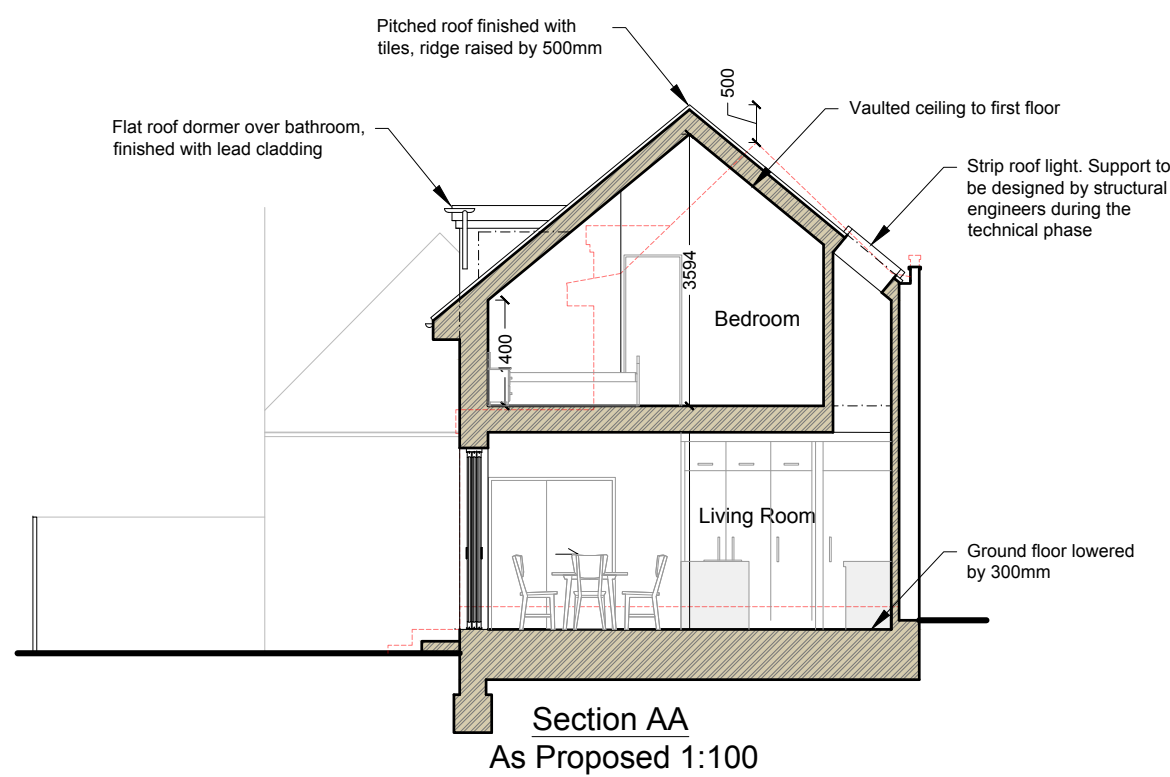 Pitched roof finished with
tiles, ridge raised by 500mm
500
Vaulted ceiling to first floor
Flat roof dormer over bathroom,
finished with lead cladding
Strip roof light. Support to
be designed by structural
engineers during the
technical phase
3594
Bedroom
400
Living Room
Ground floor lowered
by 300mm
Section AA
As Proposed 1:100